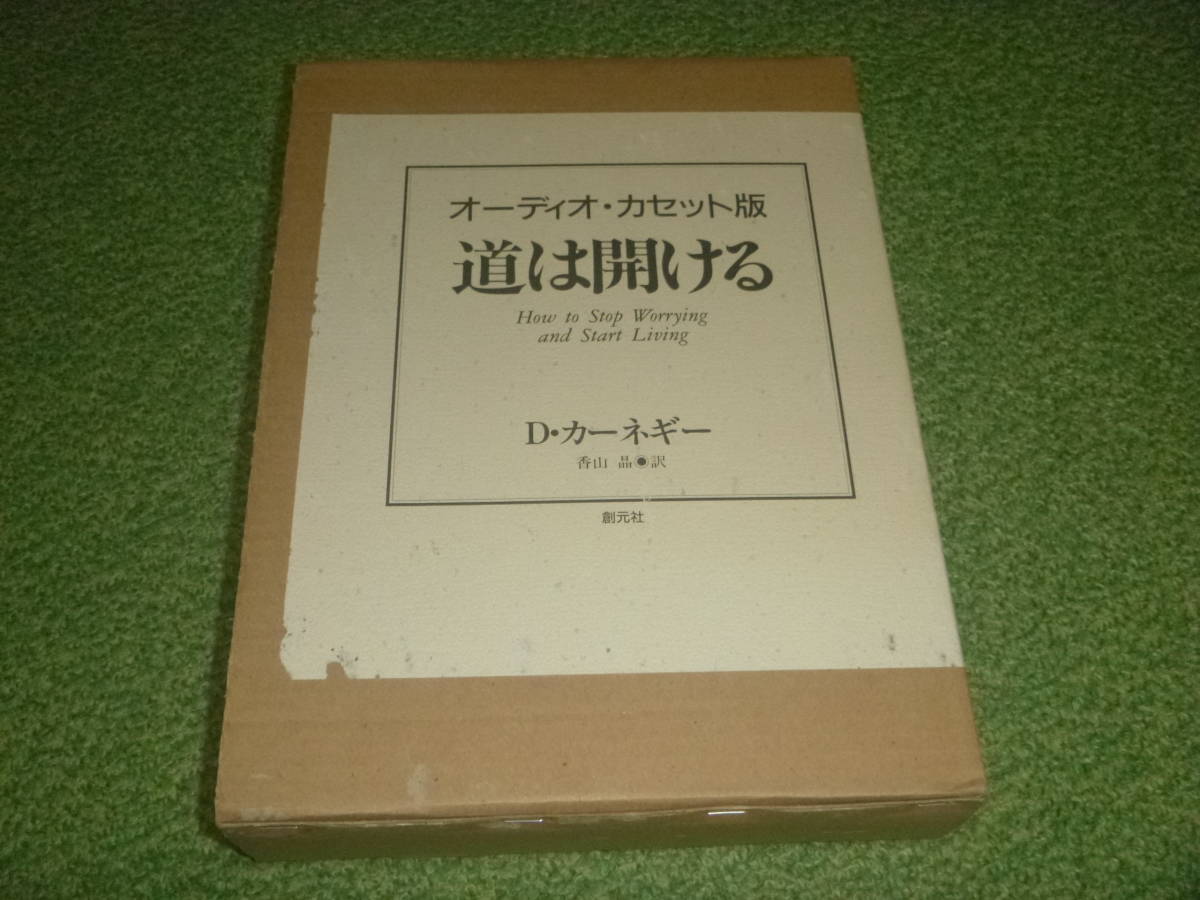 オーディオ・カセット版
道は開ける
How to Stop Worrying
and Start Living
D・カーネギー
香山 晶◉訳
創元社